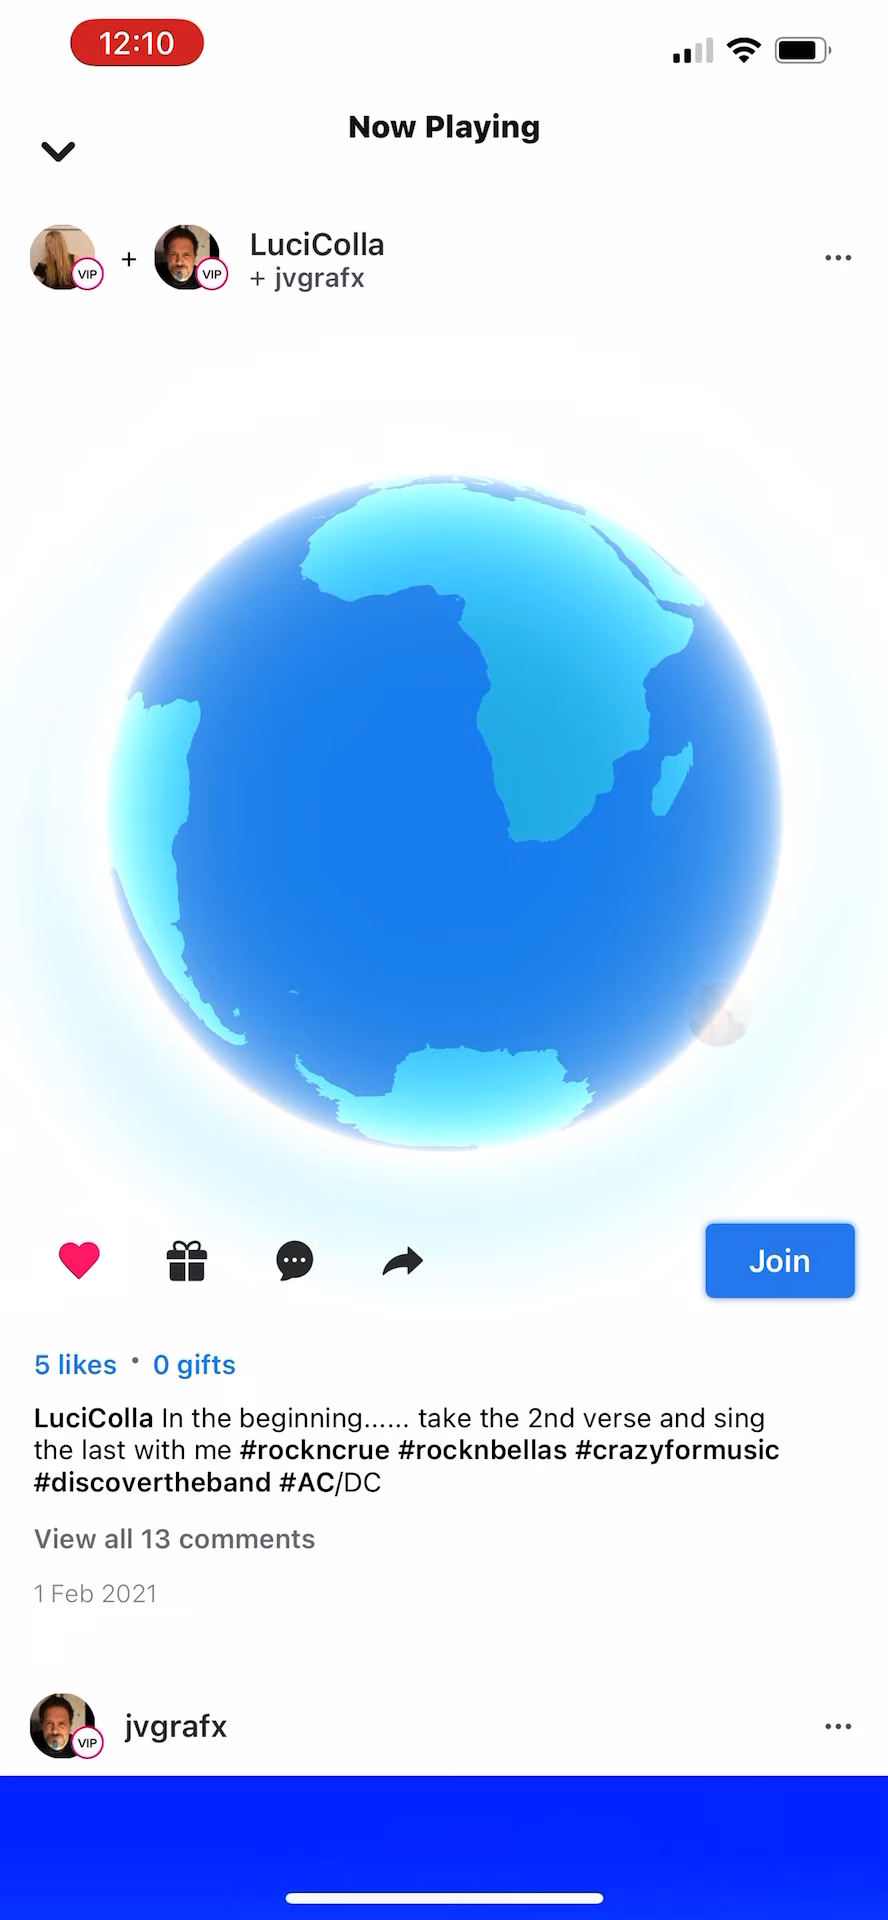 12:10
Now Playing
VIP
+
VIP
LuciColla
+ jvgrafx
Join
5 likes • 0 gifts
LuciColla In the beginning...... take the 2nd verse and sing
the last with me #rockncrue #rocknbellas #crazyformusic
#discovertheband #AC/DC
View all 13 comments
1 Feb 2021
VIP
jvgrafx